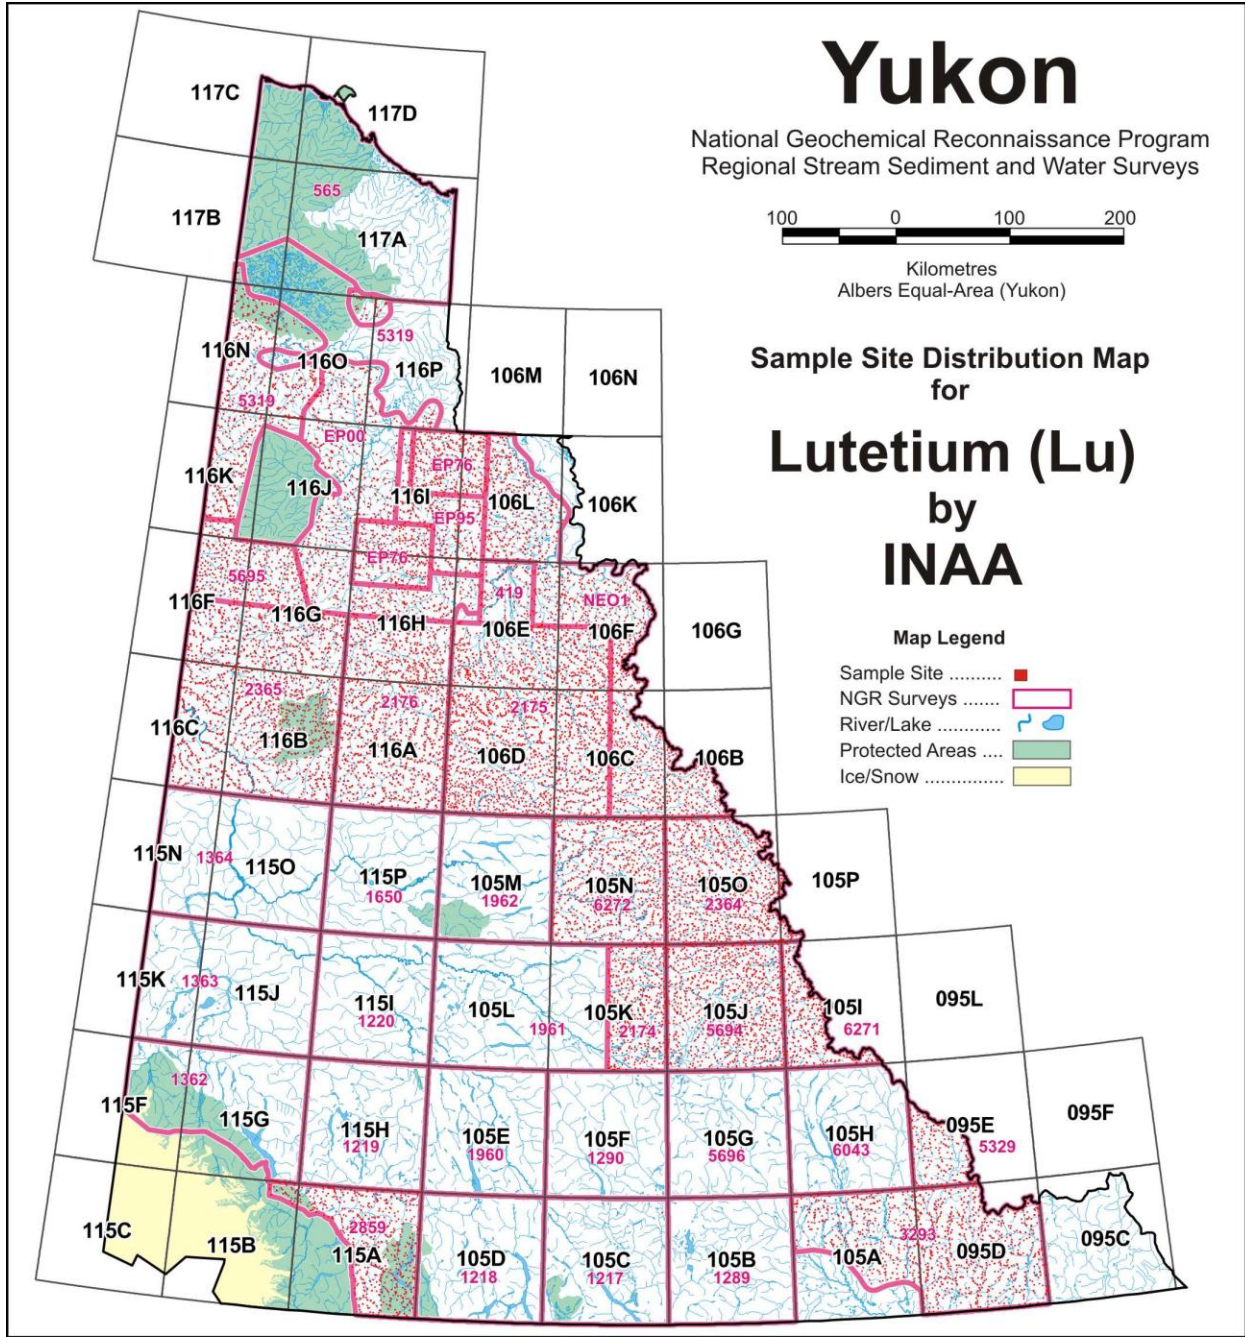 Yukon
National Geochemical Reconnaissance Program
Regional Stream Sediment and Water Surveys
100 0 100 200
Kilometres
Albers Equal-Area (Yukon)
Sample Site Distribution Map
for
Lutetium (Lu)
by
INAA
Map Legend
Sample Site ..........
NGR Surveys .......
River/Lake ............
Protected Areas ....
Ice/Snow ...............
117C
117D
565
117B
117A
5319
116N
116O
116P
106M
106N
5319
EP00
EP76
116K
116J
116I
106L
106K
EP95
EP76
5695
419
NEO1
116F
116G
116H
106E
106F
106G
2365
2176
2175
116C
116B
116A
106D
106C
106B
115N
1364
115O
115P
1650
105M
1962
105N
6272
105O
2364
105P
115K
1363
115J
115I
1220
105L
1961
105K
2174
105J
5694
105I
6271
095L
1362
115F
115G
115H
1219
105E
1960
105F
1290
105G
5696
105H
6043
095E
5329
095F
115C
115B
2859
115A
105D
1218
105C
1217
105B
1289
105A
3293
095D
095C